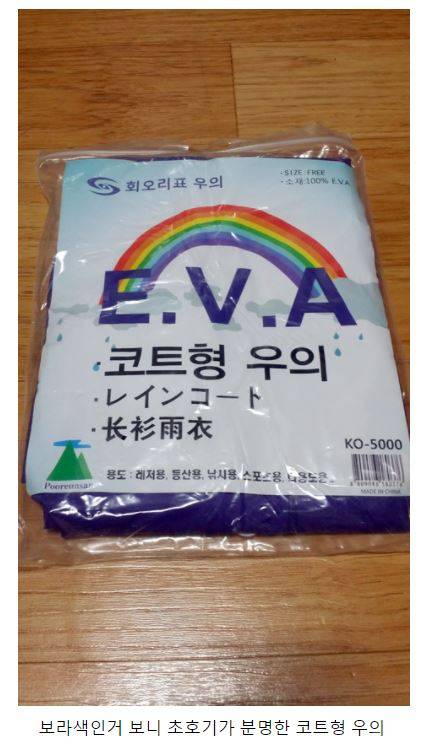 회오리표 우의
·SIZE FREE
·소재:100% E.V.A
E.V.A
·코트형 우의
·レインコート
·长衫雨衣
KO-5000
용도 : 레저용, 등산용, 낚시용, 스포츠용, 다용도용
MADE IN CHINA
보라색인거 보니 초호기가 분명한 코트형 우의